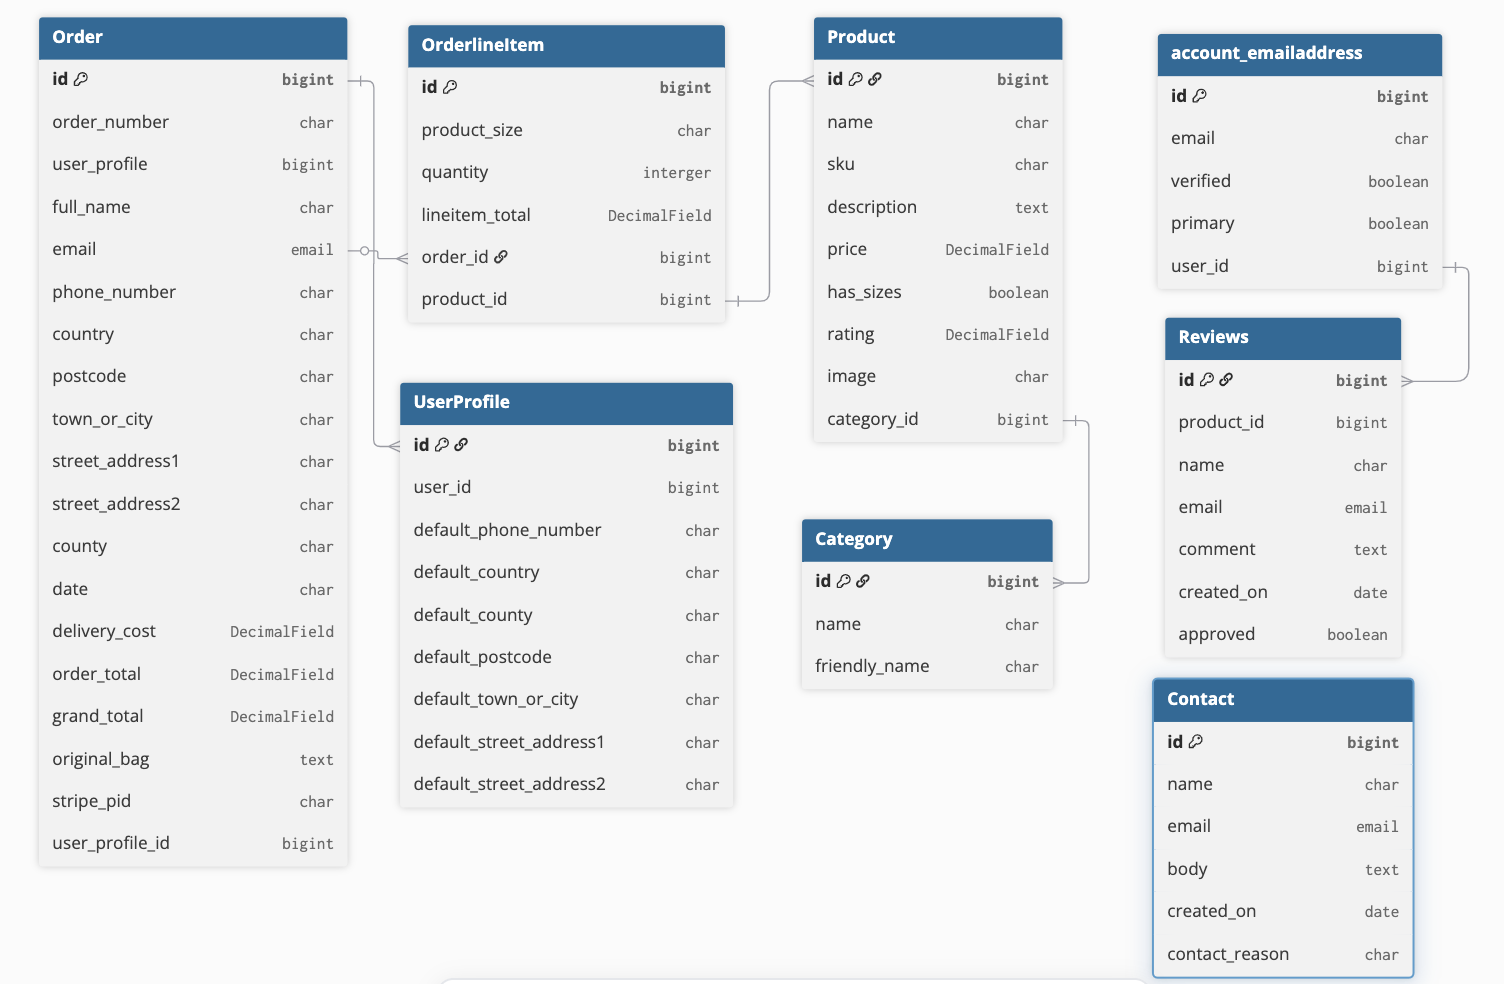 Order
id bigint
order_number char
user_profile bigint
full_name char
email email
phone_number char
country char
postcode char
town_or_city char
street_address1 char
street_address2 char
county char
date char
delivery_cost DecimalField
order_total DecimalField
grand_total DecimalField
original_bag text
stripe_pid char
user_profile_id bigint
OrderlineItem
id bigint
product_size char
quantity interger
lineitem_total DecimalField
order_id bigint
product_id bigint
UserProfile
id bigint
user_id bigint
default_phone_number char
default_country char
default_county char
default_postcode char
default_town_or_city char
default_street_address1 char
default_street_address2 char
Product
id bigint
name char
sku char
description text
price DecimalField
has_sizes boolean
rating DecimalField
image char
category_id bigint
Category
id bigint
name char
friendly_name char
account_emailaddress
id bigint
email char
verified boolean
primary boolean
user_id bigint
Reviews
id bigint
product_id bigint
name char
email email
comment text
created_on date
approved boolean
Contact
id bigint
name char
email email
body text
created_on date
contact_reason char